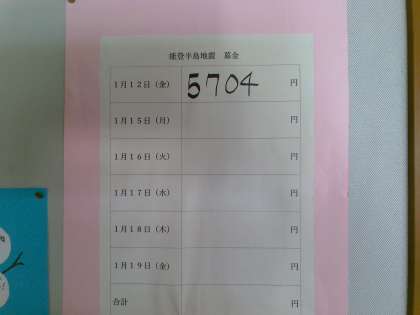 能登半島地震 募金
1月12日(金) 5704 円
1月15日(月) 円
1月16日(火) 円
1月17日(水) 円
1月18日(木) 円
1月19日(金) 円
合計 円